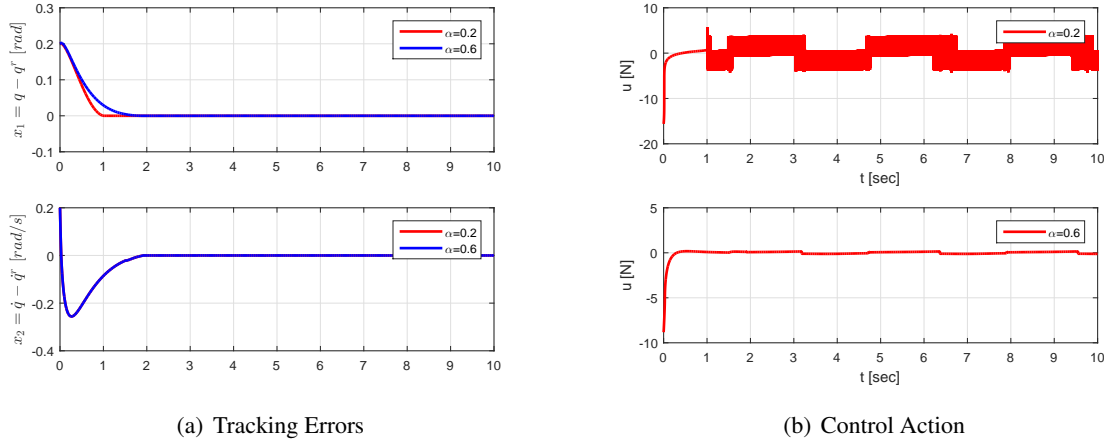 0.3
0.2
0.1
0
-0.1
x₁ = q − qʳ [rad]
α=0.2
α=0.6
0 1 2 3 4 5 6 7 8 9 10
0.2
0
-0.2
-0.4
x₂ = q̇ − q̇ʳ [rad/s]
α=0.2
α=0.6
0 1 2 3 4 5 6 7 8 9 10
(a) Tracking Errors
10
0
-10
-20
u [N]
α=0.2
0 1 2 3 4 5 6 7 8 9 10
t [sec]
5
0
-5
-10
u [N]
α=0.6
0 1 2 3 4 5 6 7 8 9 10
t [sec]
(b) Control Action